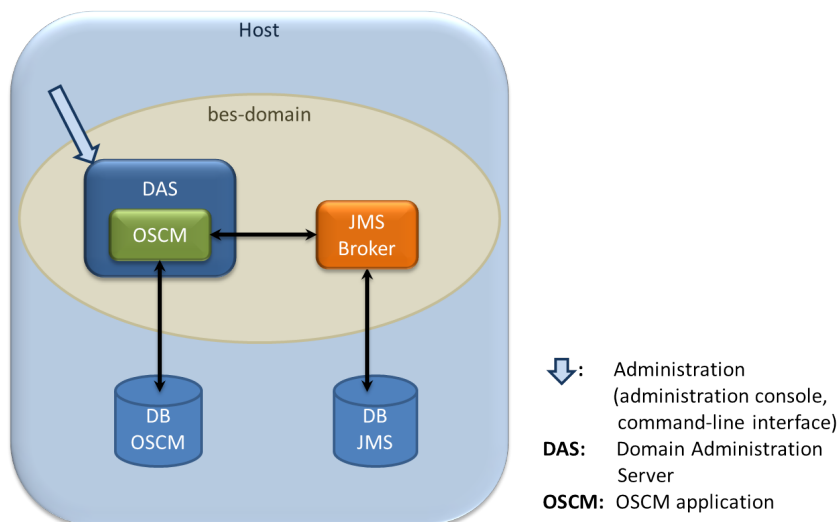 Host
bes-domain
DAS
OSCM
JMS
Broker
DB
OSCM
DB
JMS
: Administration
(administration console,
command-line interface)
DAS: Domain Administration
Server
OSCM: OSCM application